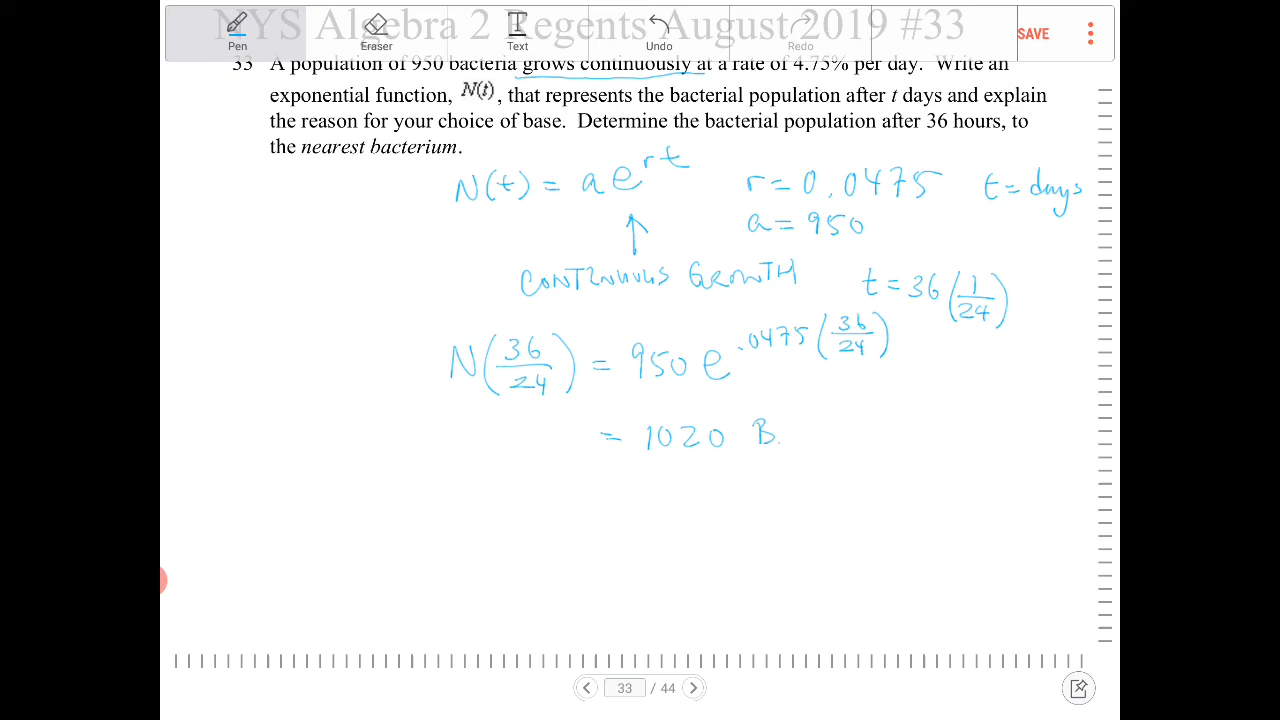 NYS Algebra 2 Regents August 2019 #33
Pen Eraser Text Undo Redo SAVE
33 A population of 950 bacteria grows continuously at a rate of 4.75% per day. Write an
exponential function, N(t), that represents the bacterial population after t days and explain
the reason for your choice of base. Determine the bacterial population after 36 hours, to
the nearest bacterium.
N(t) = ae^{rt} r = 0.0475 t = days
a = 950
↑
CONTINUOUS GROWTH t = 36(1/24)
N(36/24) = 950 e^{.0475(36/24)}
= 1020 B.
33 / 44